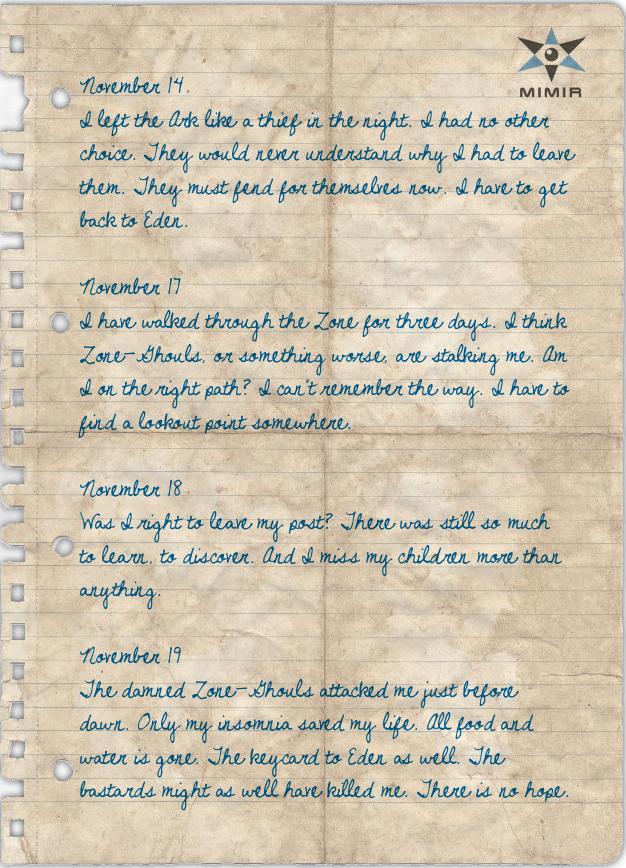 MIMIR
November 14.
I left the Ark like a thief in the night. I had no other
choice. They would never understand why I had to leave
them. They must fend for themselves now. I have to get
back to Eden.
November 17
I have walked through the Zone for three days. I think
Zone-Ghouls, or something worse, are stalking me. Am
I on the right path? I can't remember the way. I have to
find a lookout point somewhere.
November 18
Was I right to leave my post? There was still so much
to learn, to discover. And I miss my children more than
anything.
November 19
The damned Zone-Ghouls attacked me just before
dawn. Only my insomnia saved my life. All food and
water is gone. The keycard to Eden as well. The
bastards might as well have killed me. There is no hope.